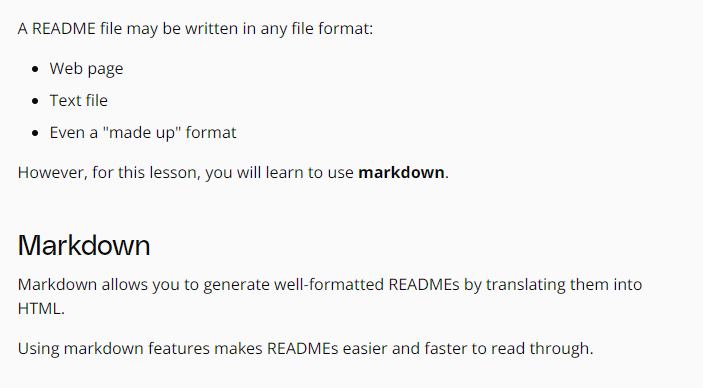 A README file may be written in any file format:
• Web page
• Text file
• Even a "made up" format
However, for this lesson, you will learn to use markdown.
Markdown
Markdown allows you to generate well-formatted READMEs by translating them into
HTML.
Using markdown features makes READMEs easier and faster to read through.